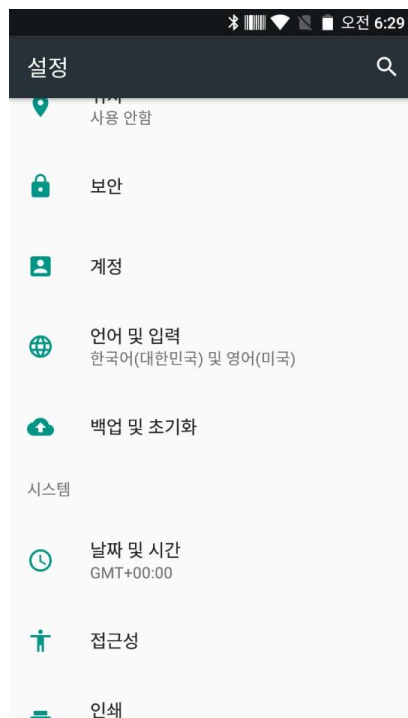 오전 6:29
설정
위치
사용 안함
보안
계정
언어 및 입력
한국어(대한민국) 및 영어(미국)
백업 및 초기화
시스템
날짜 및 시간
GMT+00:00
접근성
인쇄